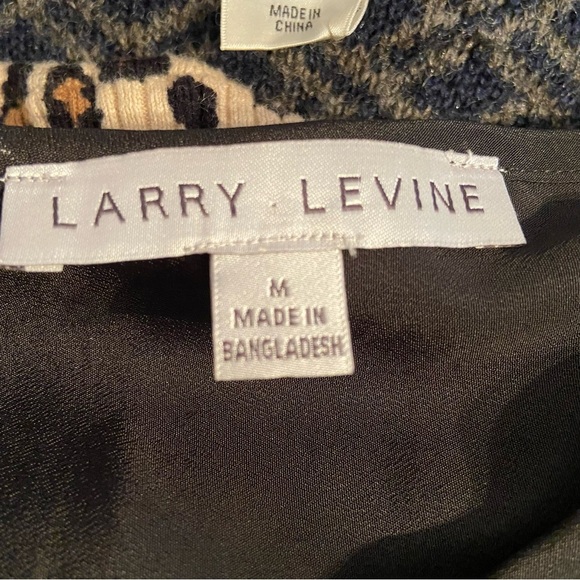 MADE IN
CHINA
LARRY . LEVINE
M
MADE IN
BANGLADESH